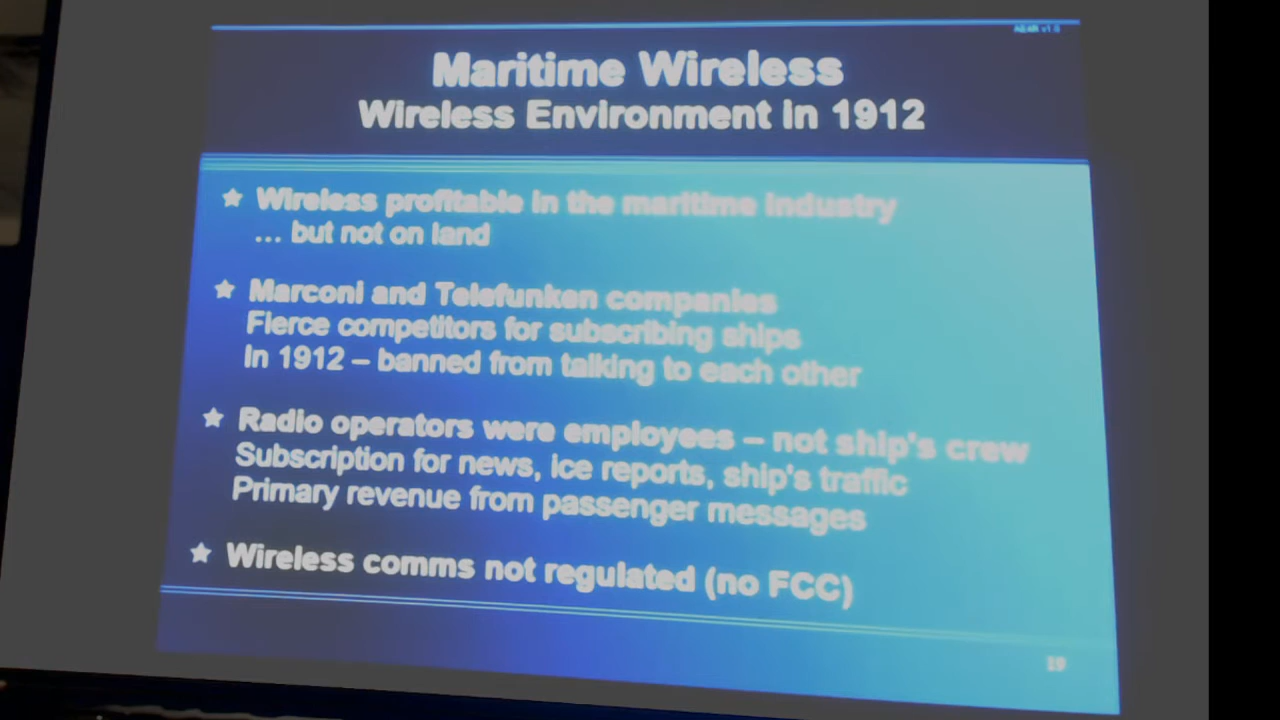 Maritime Wireless
Wireless Environment in 1912
Wireless profitable in the maritime industry
... but not on land
Marconi and Telefunken companies
Fierce competitors for subscribing ships
In 1912 – banned from talking to each other
Radio operators were employees – not ship's crew
Subscription for news, ice reports, ship's traffic
Primary revenue from passenger messages
Wireless comms not regulated (no FCC)
19